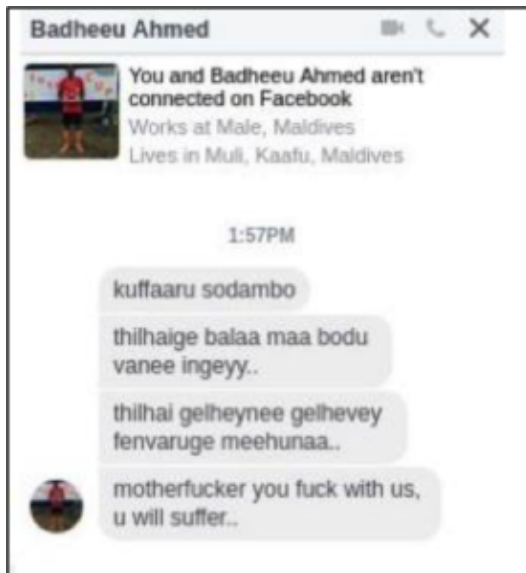 Badheeu Ahmed
You and Badheeu Ahmed aren't
connected on Facebook
Works at Male, Maldives
Lives in Muli, Kaafu, Maldives
1:57PM
kuffaaru sodambo
thilhaige balaa maa bodu
vanee ingeyy..
thilhai gelheynee gelhevey
fenvaruge meehunaa..
motherfucker you fuck with us,
u will suffer..